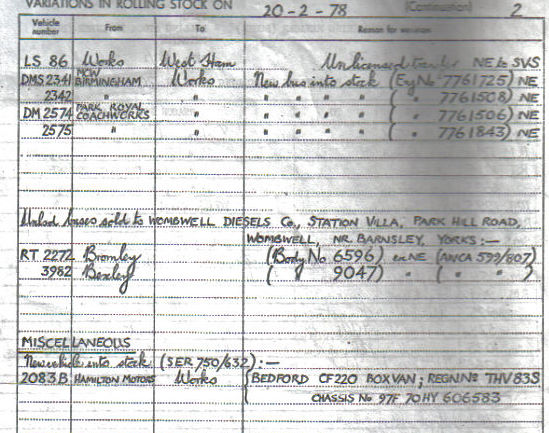 VARIATIONS IN ROLLING STOCK ON 20-2-78 (Continuation) 2
Vehicle number From To Reason for
LS 86 Works West Ham Unlicensed transfer NE to SVS
DMS 2341 MCW BIRMINGHAM Works New bus into stock (Eng No 7761725) NE
2342 " " " " " " ( " 7761508) NE
DM 2574 PARK ROYAL COACHWORKS " " " " " ( " 7761506) NE
2575 " " " " " " ( " 7761843) NE
buses sold to WOMBWELL DIESELS Co., STATION VILLA, PARK HILL ROAD,
WOMBWELL, NR. BARNSLEY, YORKS:—
RT 2272 Bromley (Body No 6596) ex NE (AWCA 599/807)
3982 Bexley ( " 9047) " ( " " )
MISCELLANEOUS
New vehicle into stock (SER 750/632):—
2083B HAMILTON MOTORS Works BEDFORD CF220 BOXVAN; REGN. No THV 83S
CHASSIS No 97F 70HY 606583